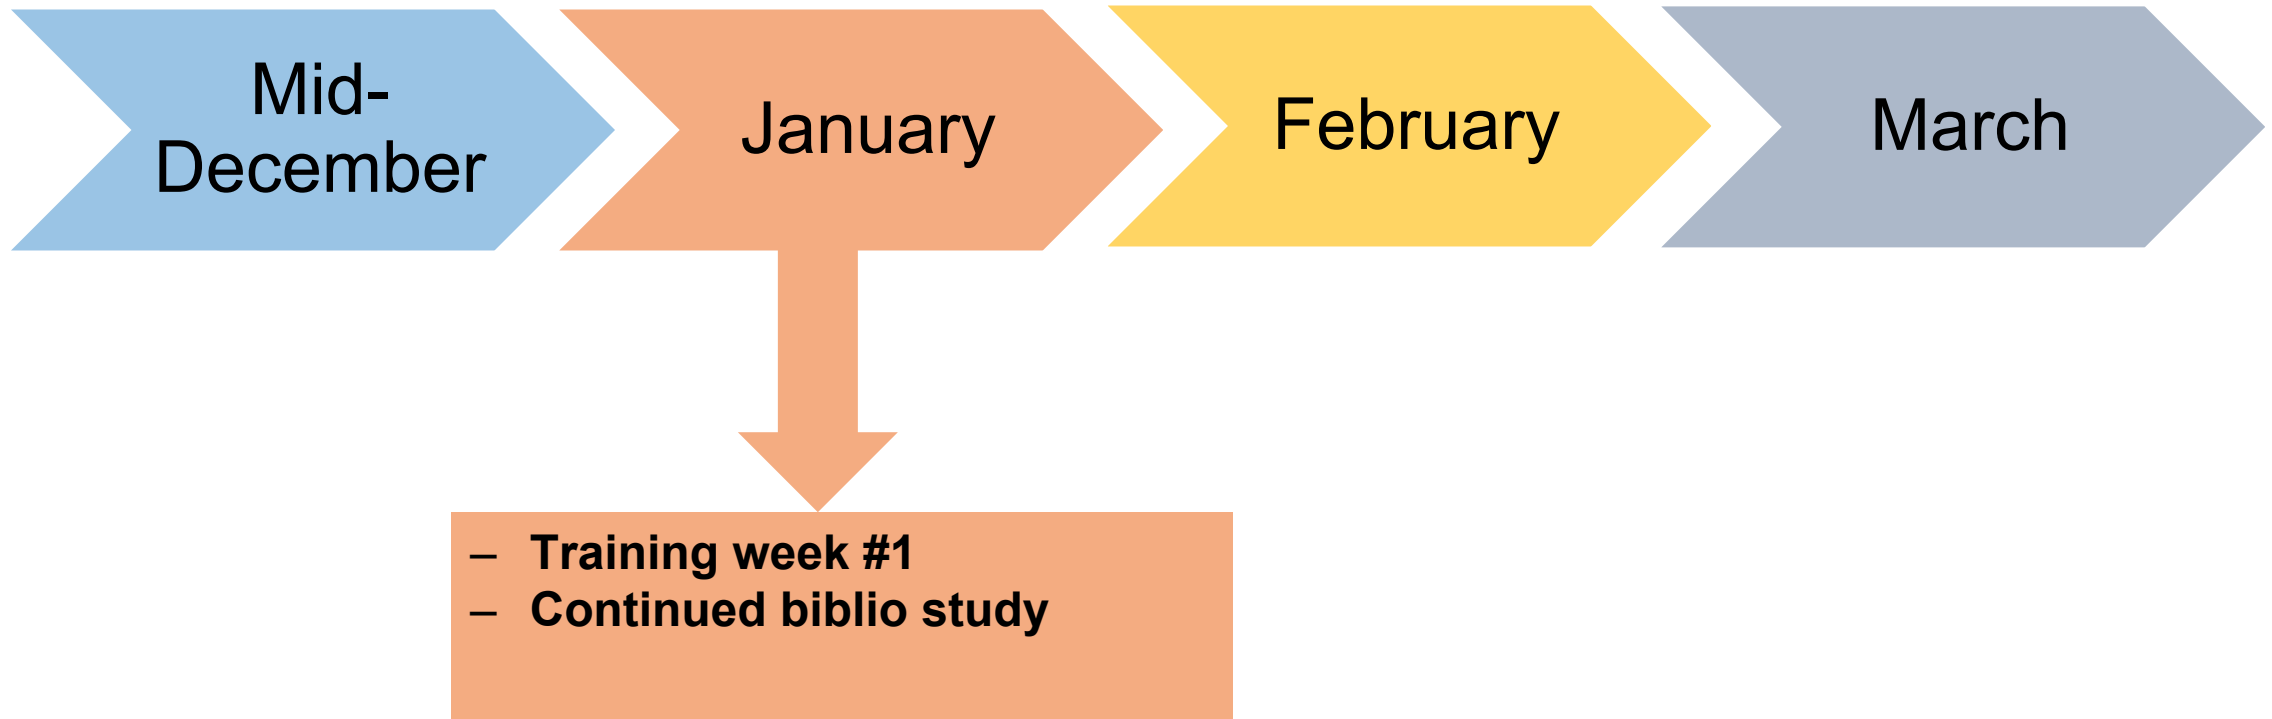 Mid-
December
January
February
March
– Training week #1
– Continued biblio study